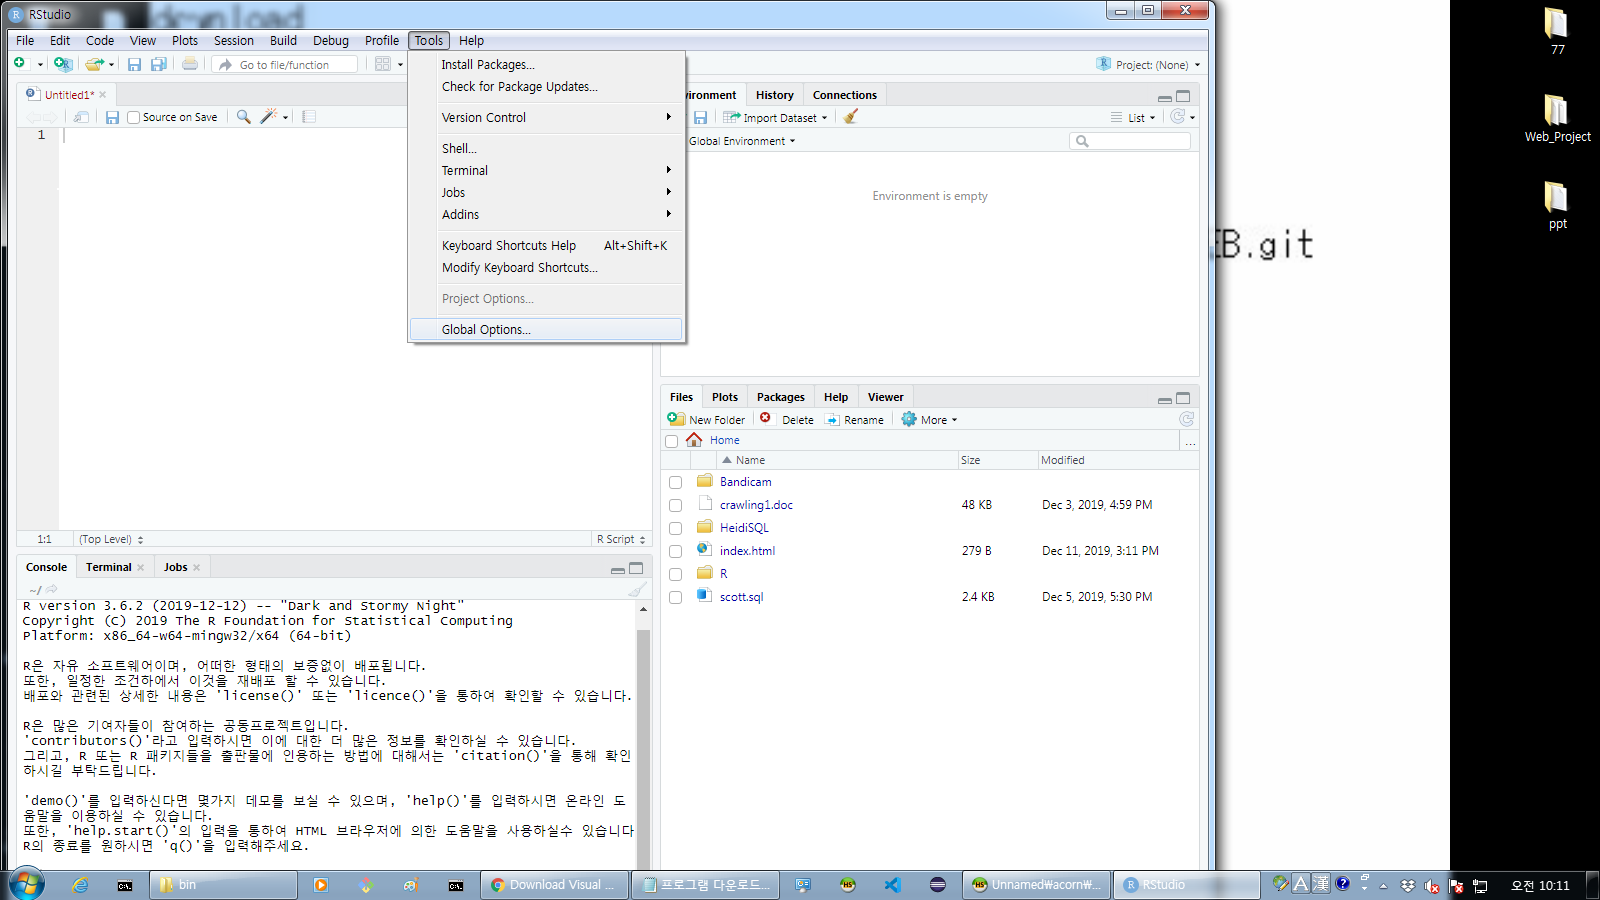 download
RStudio
File Edit Code View Plots Session Build Debug Profile Tools Help
Go to file/function
Project: (None)
Install Packages...
Check for Package Updates...
Version Control
Shell...
Terminal
Jobs
Addins
Keyboard Shortcuts Help Alt+Shift+K
Modify Keyboard Shortcuts...
Project Options...
Global Options...
Untitled1*
Source on Save
1
1:1 (Top Level) R Script
ironment History Connections
Import Dataset List
Global Environment
Environment is empty
Files Plots Packages Help Viewer
New Folder Delete Rename More
Home ...
Name Size Modified
Bandicam
crawling1.doc 48 KB Dec 3, 2019, 4:59 PM
HeidiSQL
index.html 279 B Dec 11, 2019, 3:11 PM
R
scott.sql 2.4 KB Dec 5, 2019, 5:30 PM
Console Terminal Jobs
~/
R version 3.6.2 (2019-12-12) -- "Dark and Stormy Night"
Copyright (C) 2019 The R Foundation for Statistical Computing
Platform: x86_64-w64-mingw32/x64 (64-bit)
R은 자유 소프트웨어이며, 어떠한 형태의 보증없이 배포됩니다.
또한, 일정한 조건하에서 이것을 재배포 할 수 있습니다.
배포와 관련된 상세한 내용은 'license()' 또는 'licence()'을 통하여 확인할 수 있습니다.
R은 많은 기여자들이 참여하는 공동프로젝트입니다.
'contributors()'라고 입력하시면 이에 대한 더 많은 정보를 확인하실 수 있습니다.
그리고, R 또는 R 패키지들을 출판물에 인용하는 방법에 대해서는 'citation()'을 통해 확인
하시길 부탁드립니다.
'demo()'를 입력하신다면 몇가지 데모를 보실 수 있으며, 'help()'를 입력하시면 온라인 도
움말을 이용하실 수 있습니다.
또한, 'help.start()'의 입력을 통하여 HTML 브라우저에 의한 도움말을 사용하실수 있습니다
R의 종료를 원하시면 'q()'을 입력해주세요.
B.git
77
Web_Project
ppt
bin
Download Visual ...
프로그램 다운로드...
Unnamed\acorn\w...
RStudio
A 漢
오전 10:11